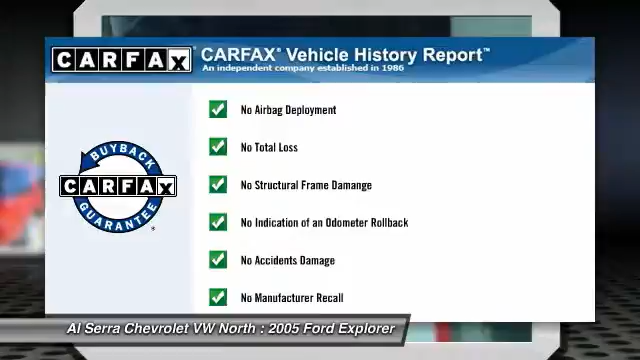 CARFAX CARFAX® Vehicle History Report™
An independent company established in 1986
No Airbag Deployment
No Total Loss
BUYBACK
CARFAX
GUARANTEE
No Structural Frame Damange
No Indication of an Odometer Rollback
No Accidents Damage
No Manufacturer Recall
Al Serra Chevrolet VW North : 2005 Ford Explorer